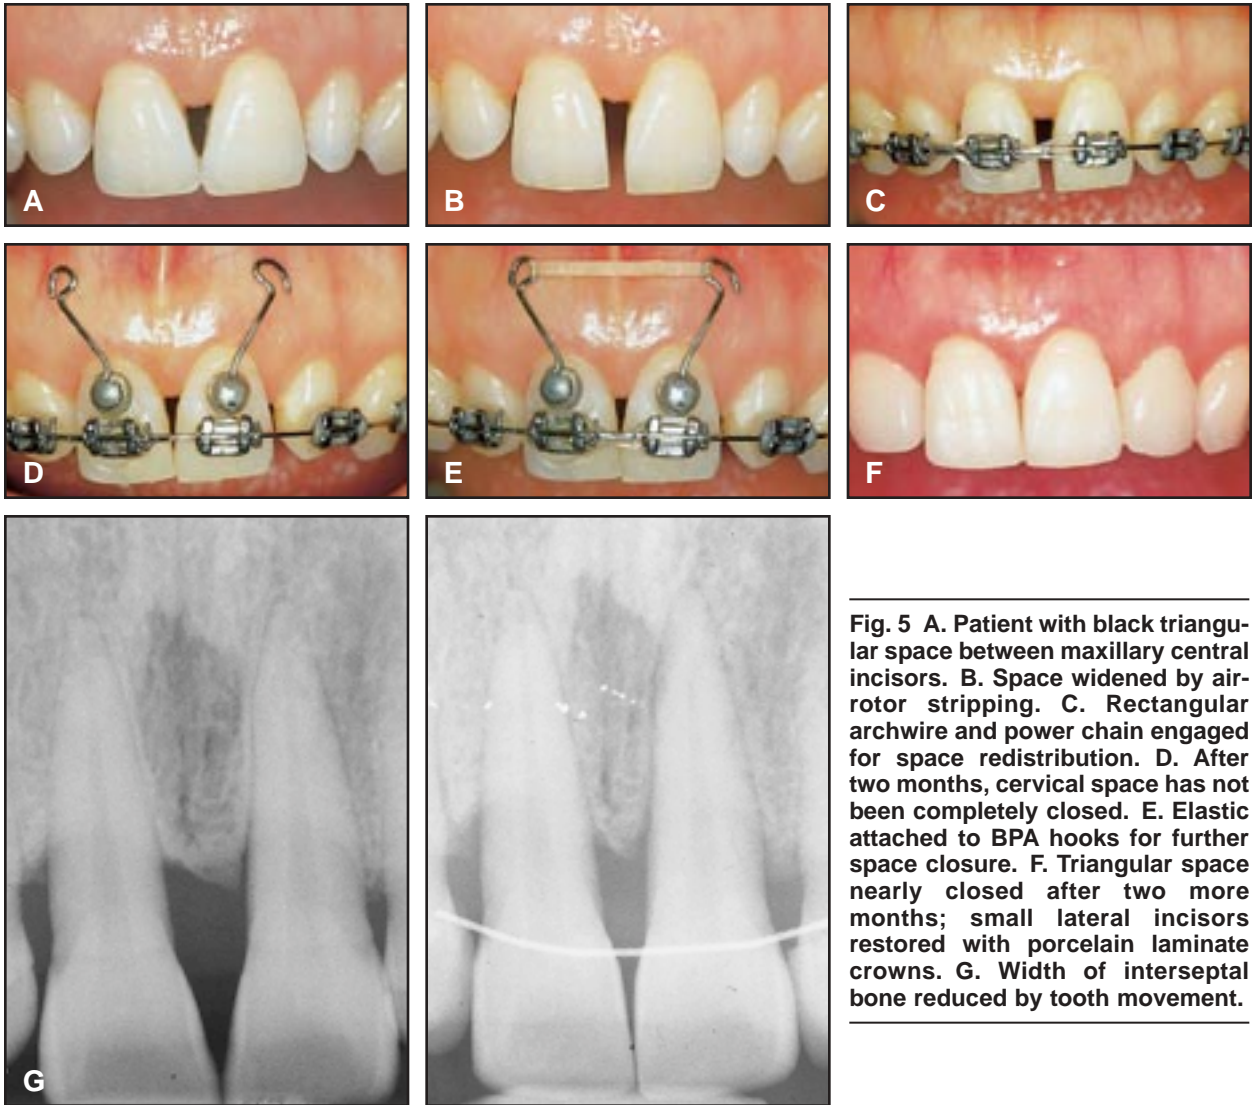 A
B
C
D
E
F
G
Fig. 5 A. Patient with black triangu-
lar space between maxillary central
incisors. B. Space widened by air-
rotor stripping. C. Rectangular
archwire and power chain engaged
for space redistribution. D. After
two months, cervical space has not
been completely closed. E. Elastic
attached to BPA hooks for further
space closure. F. Triangular space
nearly closed after two more
months; small lateral incisors
restored with porcelain laminate
crowns. G. Width of interseptal
bone reduced by tooth movement.